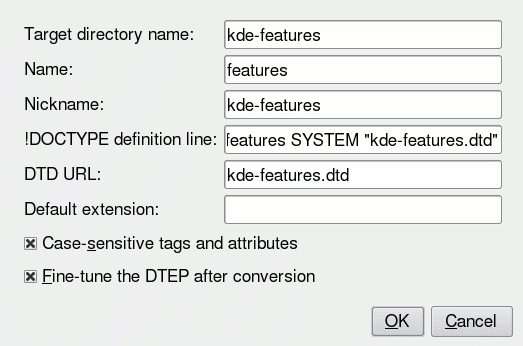 Target directory name: kde-features
Name: features
Nickname: kde-features
!DOCTYPE definition line: features SYSTEM "kde-features.dtd"
DTD URL: kde-features.dtd
Default extension:
Case-sensitive tags and attributes
Fine-tune the DTEP after conversion
OK Cancel